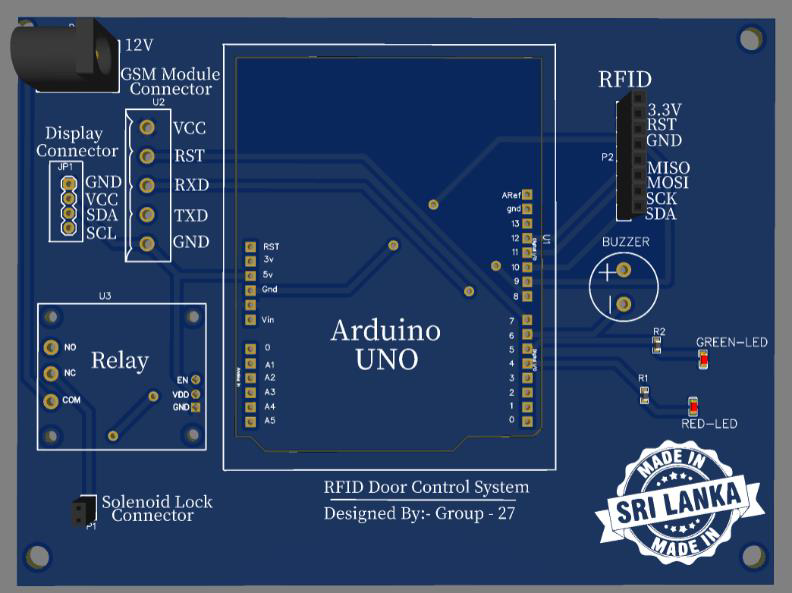 12V
GSM Module
Connector
U2
VCC
RST
RXD
TXD
GND
Display
Connector
JP1
GND
VCC
SDA
SCL
U3
Relay
NO
NC
COM
EN
VDD
GND
Solenoid Lock
Connector
P1
RST
3v
5v
Gnd
Vin
0
A1
A2
A3
A4
A5
Arduino
UNO
U1
ARef
gnd
13
12
11
10
9
8
7
6
5
4
3
2
1
0
RFID Door Control System
Designed By:- Group - 27
RFID
P2
3.3V
RST
GND
MISO
MOSI
SCK
SDA
BUZZER
+
|
R2
GREEN-LED
R1
RED-LED
MADE IN
SRI LANKA
MADE IN